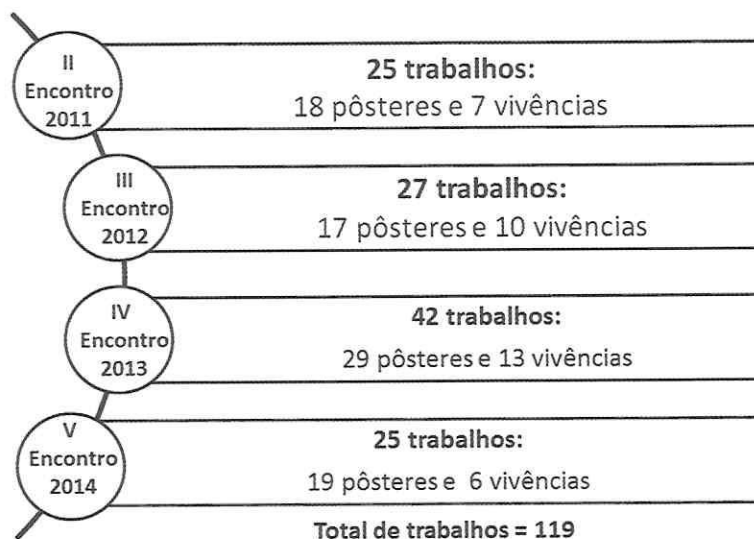 II
Encontro
2011
25 trabalhos:
18 pôsteres e 7 vivências
III
Encontro
2012
27 trabalhos:
17 pôsteres e 10 vivências
IV
Encontro
2013
42 trabalhos:
29 pôsteres e 13 vivências
V
Encontro
2014
25 trabalhos:
19 pôsteres e 6 vivências
Total de trabalhos = 119